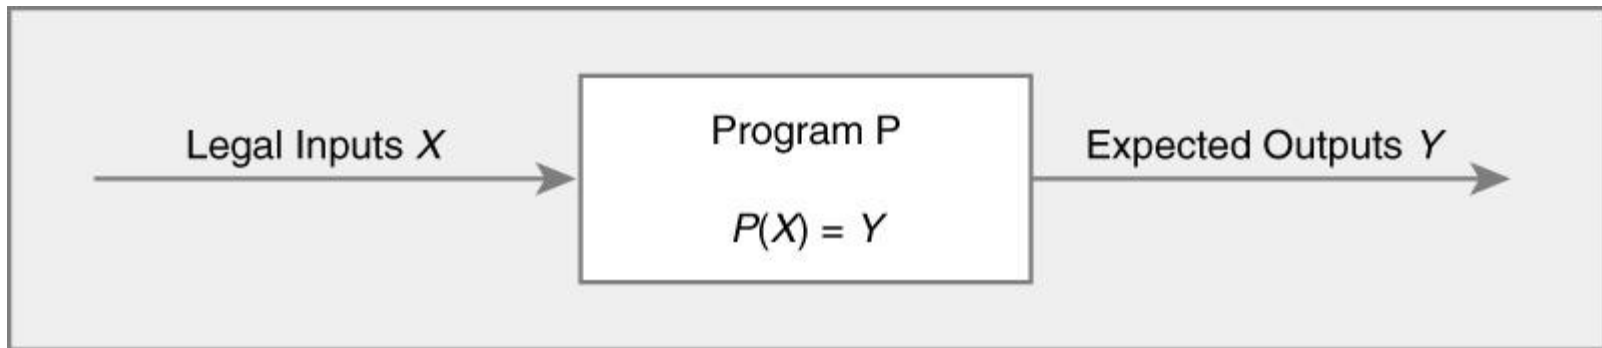 Legal Inputs X
Program P
P(X) = Y
Expected Outputs Y